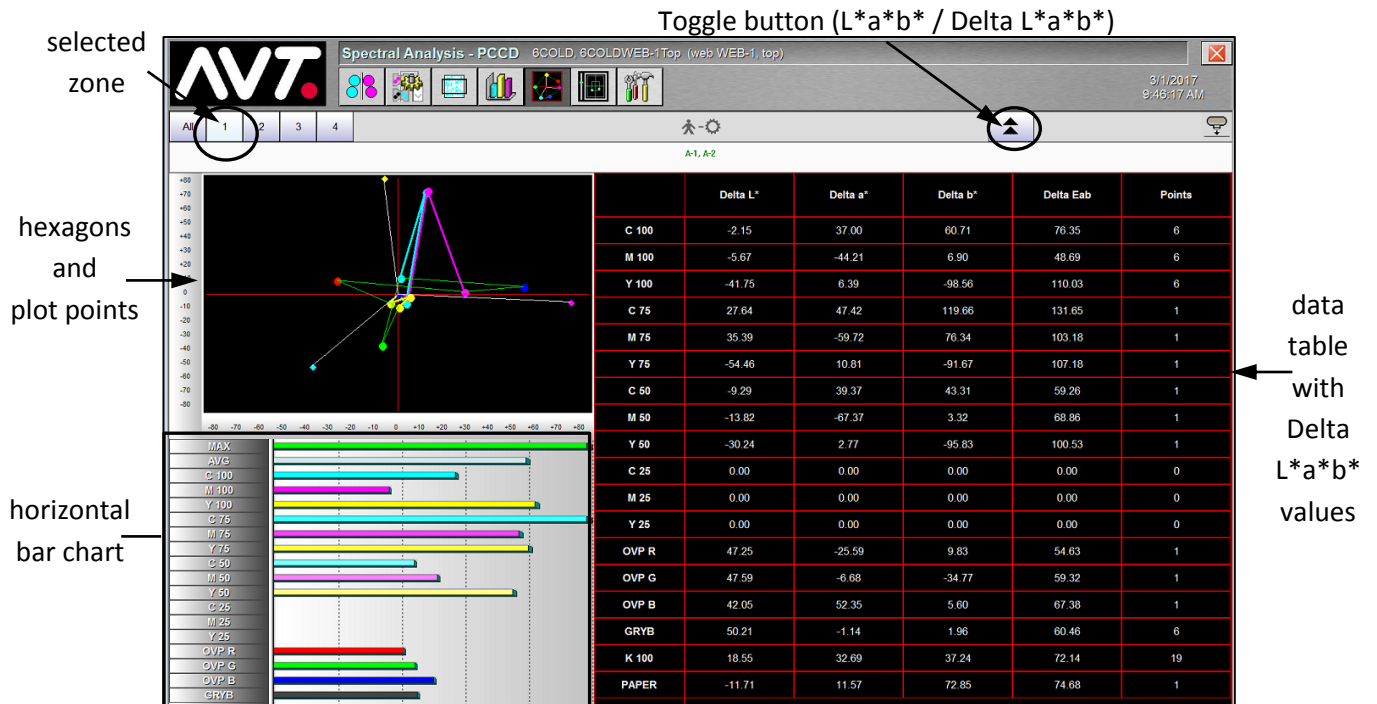 Toggle button (L*a*b* / Delta L*a*b*)
selected
zone
AVT.
Spectral Analysis - PCCD 6COLD, 6COLDWEB-1Top (web WEB-1, top)
3/1/2017
9:46:17 AM
All 1 2 3 4
A-1, A-2
hexagons
and
plot points
+80
+70
+60
+50
+40
+30
+20
0
-10
-20
-30
-40
-50
-60
-70
-80
-80 -70 -60 -50 -40 -30 -20 -10 0 +10 +20 +30 +40 +50 +60 +70 +80
Delta L* Delta a* Delta b* Delta Eab Points
C 100 -2.15 37.00 60.71 76.35 6
M 100 -5.67 -44.21 6.90 48.69 6
Y 100 -41.75 6.39 -98.56 110.03 6
C 75 27.64 47.42 119.66 131.65 1
M 75 35.39 -59.72 76.34 103.18 1
Y 75 -54.46 10.81 -91.67 107.18 1
C 50 -9.29 39.37 43.31 59.26 1
M 50 -13.82 -67.37 3.32 68.86 1
Y 50 -30.24 2.77 -95.83 100.53 1
C 25 0.00 0.00 0.00 0.00 0
M 25 0.00 0.00 0.00 0.00 0
Y 25 0.00 0.00 0.00 0.00 0
OVP R 47.25 -25.59 9.83 54.63 1
OVP G 47.59 -6.68 -34.77 59.32 1
OVP B 42.05 52.35 5.60 67.38 1
GRYB 50.21 -1.14 1.96 60.46 6
K 100 18.55 32.69 37.24 72.14 19
PAPER -11.71 11.57 72.85 74.68 1
data
table
with
Delta
L*a*b*
values
horizontal
bar chart
MAX
AVG
C 100
M 100
Y 100
C 75
M 75
Y 75
C 50
M 50
Y 50
C 25
M 25
Y 25
OVP R
OVP G
OVP B
GRYB